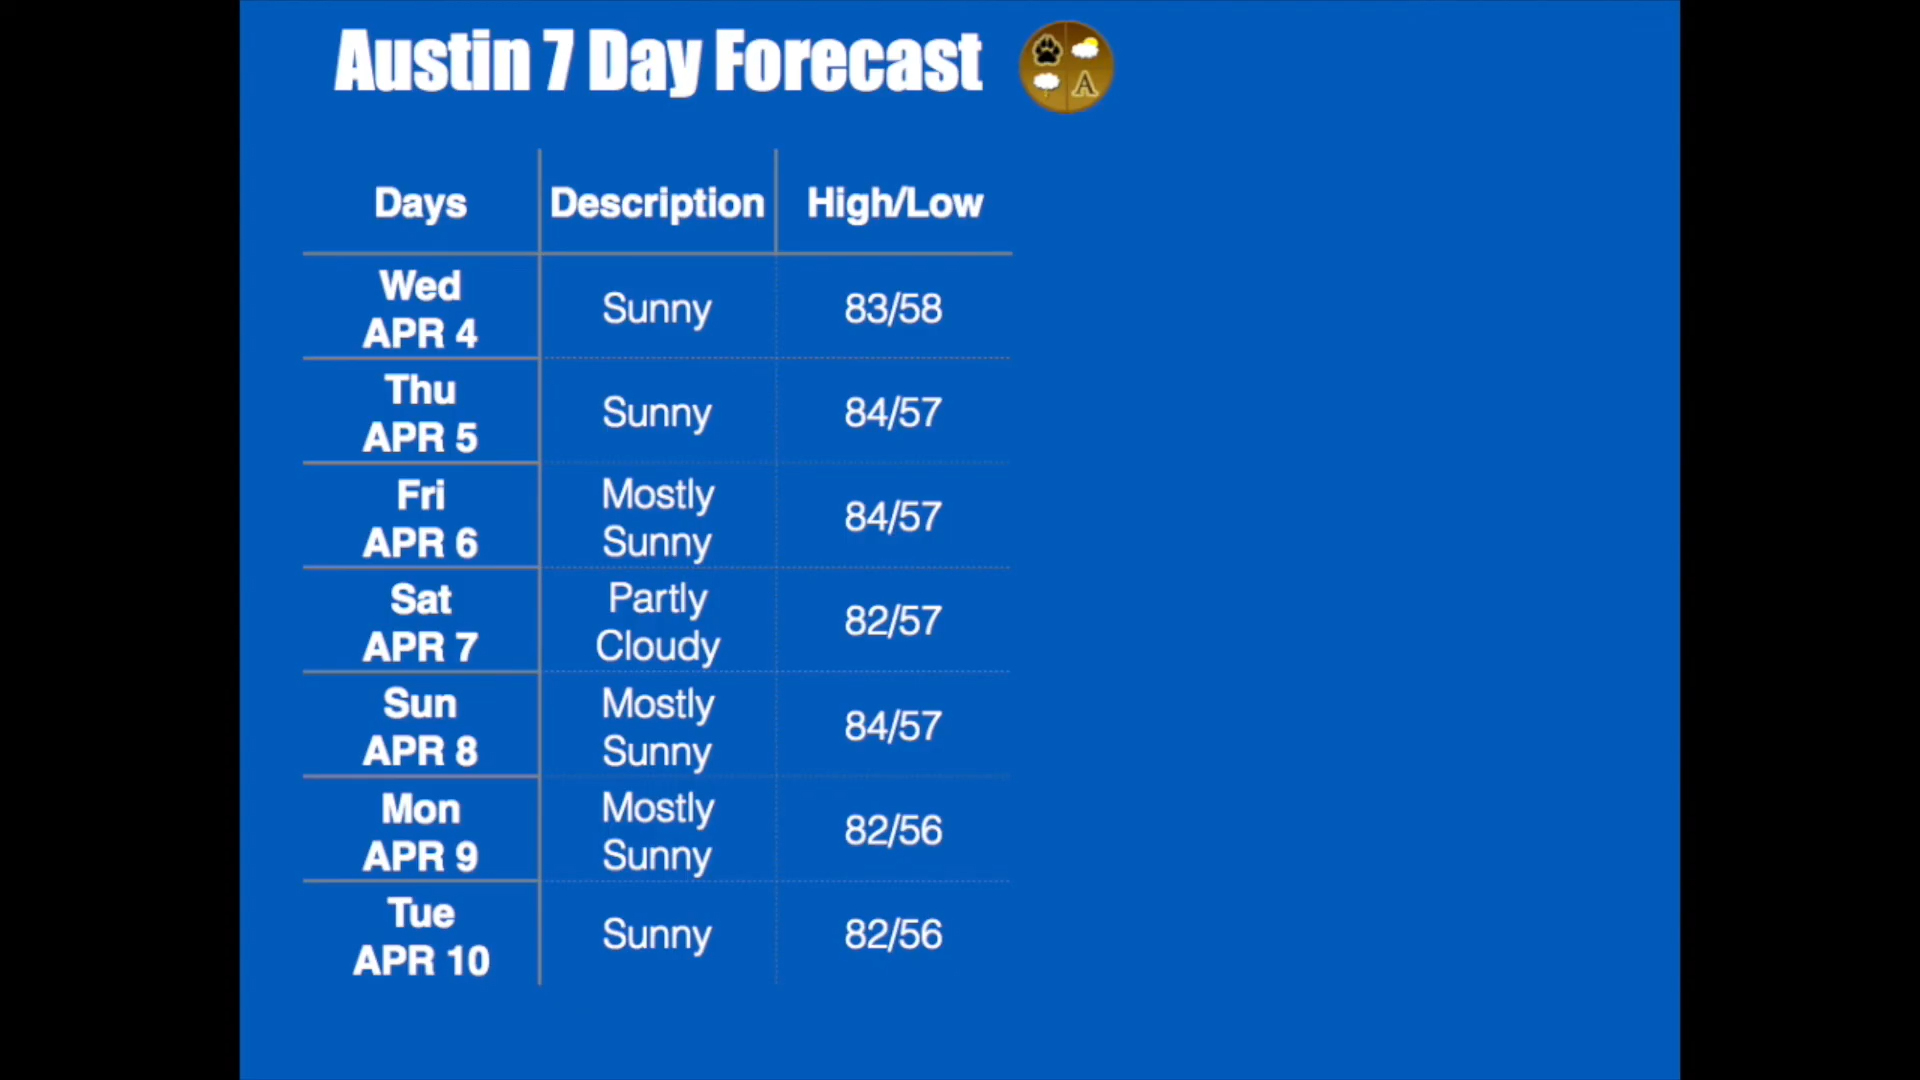 Austin 7 Day Forecast
A
Days Description High/Low
Wed
APR 4
Sunny
83/58
Thu
APR 5
Sunny
84/57
Fri
APR 6
Mostly
Sunny
84/57
Sat
APR 7
Partly
Cloudy
82/57
Sun
APR 8
Mostly
Sunny
84/57
Mon
APR 9
Mostly
Sunny
82/56
Tue
APR 10
Sunny
82/56